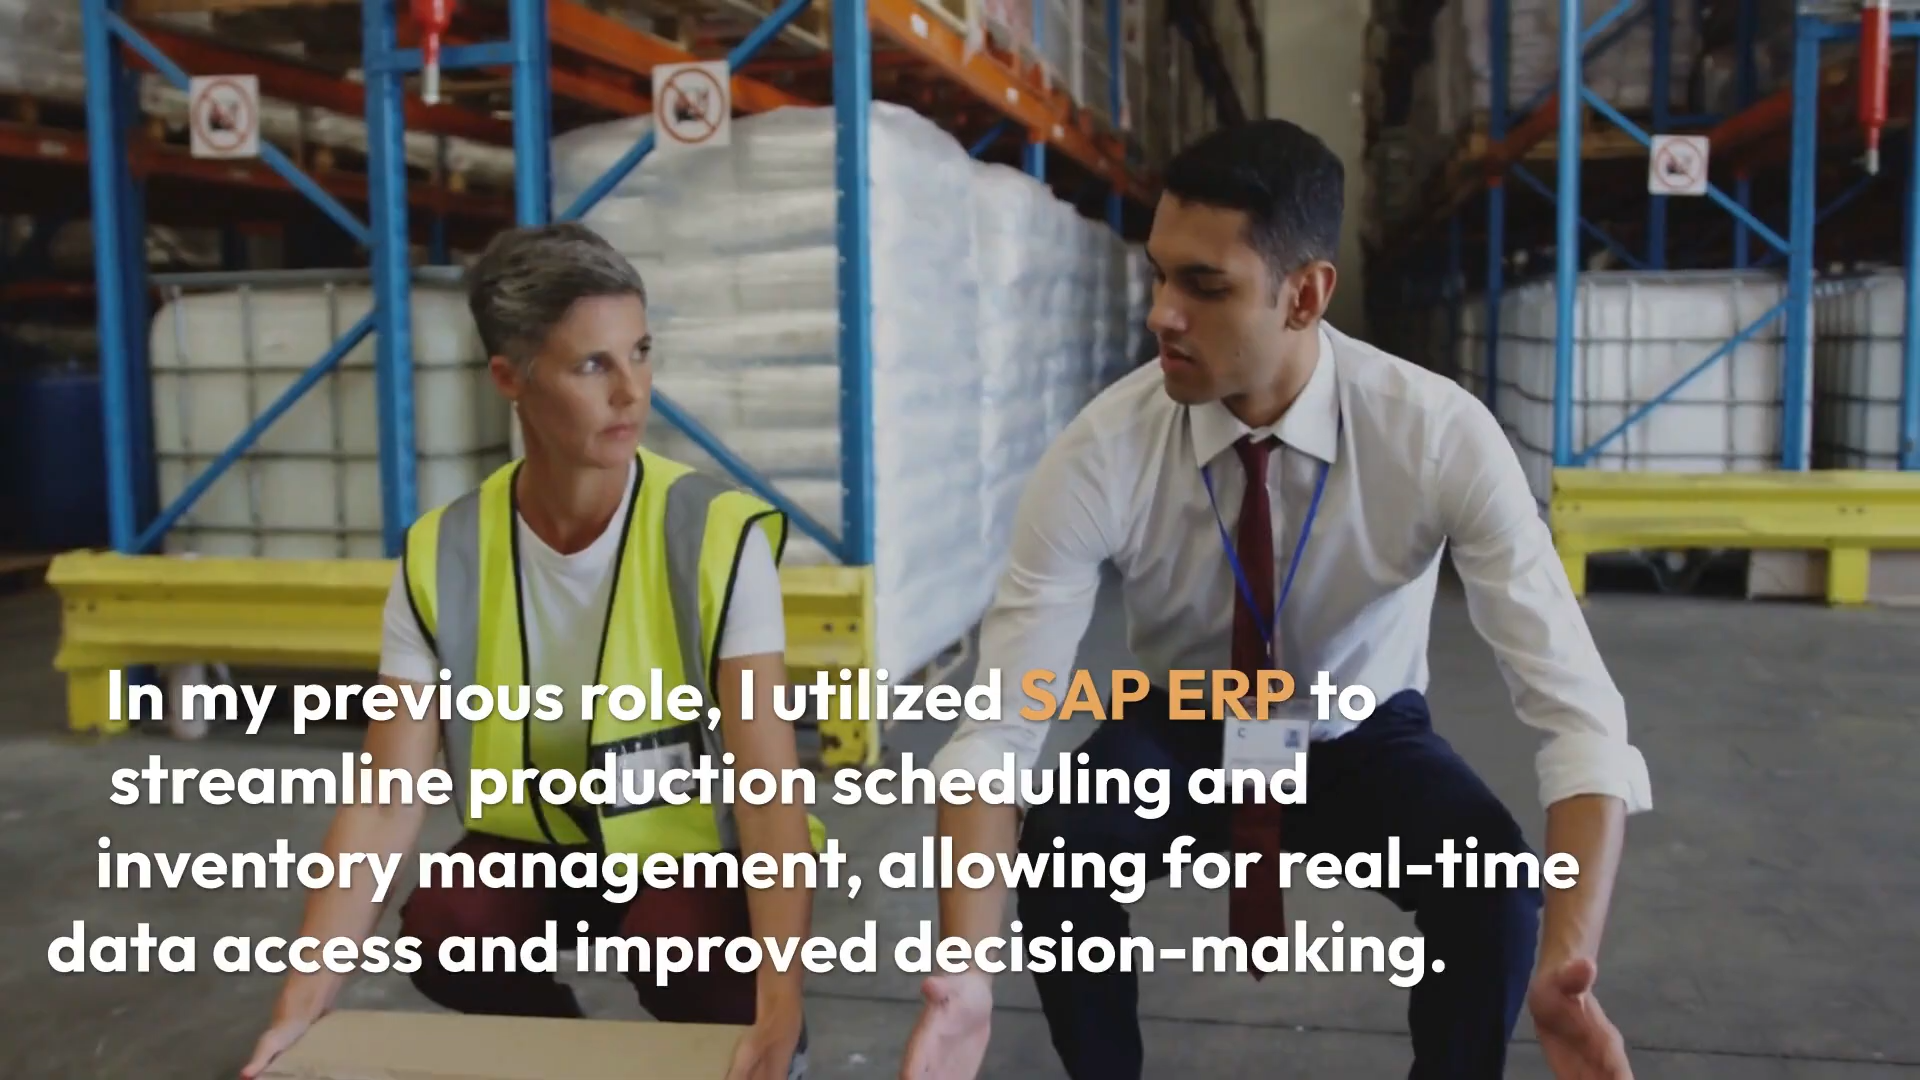 In my previous role, I utilized SAP ERP to
streamline production scheduling and
inventory management, allowing for real-time
data access and improved decision-making.
C